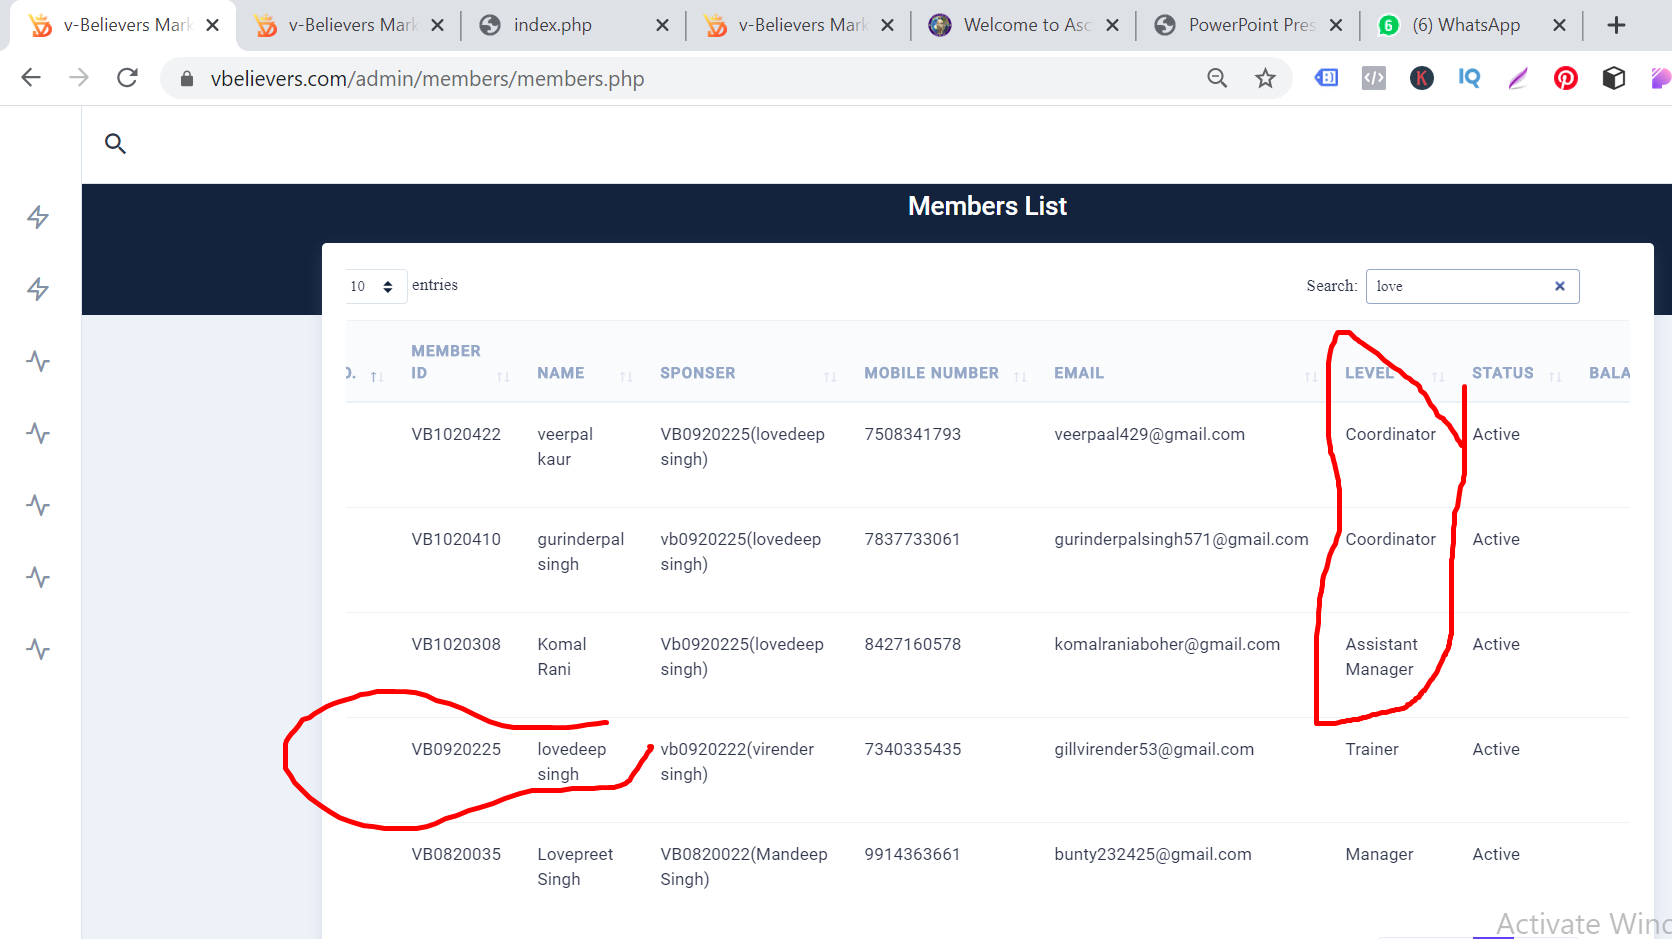 v-Believers Mark
v-Believers Mark
index.php
v-Believers Mark
Welcome to Asc
PowerPoint Pres
6
(6) WhatsApp
vbelievers.com/admin/members/members.php
K
IQ
Members List
10
entries
Search:
love
O.
MEMBER
ID
NAME
SPONSER
MOBILE NUMBER
EMAIL
LEVEL
STATUS
BALA
VB1020422
veerpal
kaur
VB0920225(lovedeep
singh)
7508341793
veerpaal429@gmail.com
Coordinator
Active
VB1020410
gurinderpal
singh
vb0920225(lovedeep
singh)
7837733061
gurinderpalsingh571@gmail.com
Coordinator
Active
VB1020308
Komal
Rani
Vb0920225(lovedeep
singh)
8427160578
komalraniaboher@gmail.com
Assistant
Manager
Active
VB0920225
lovedeep
singh
vb0920222(virender
singh)
7340335435
gillvirender53@gmail.com
Trainer
Active
VB0820035
Lovepreet
Singh
VB0820022(Mandeep
Singh)
9914363661
bunty232425@gmail.com
Manager
Active
Activate Winc